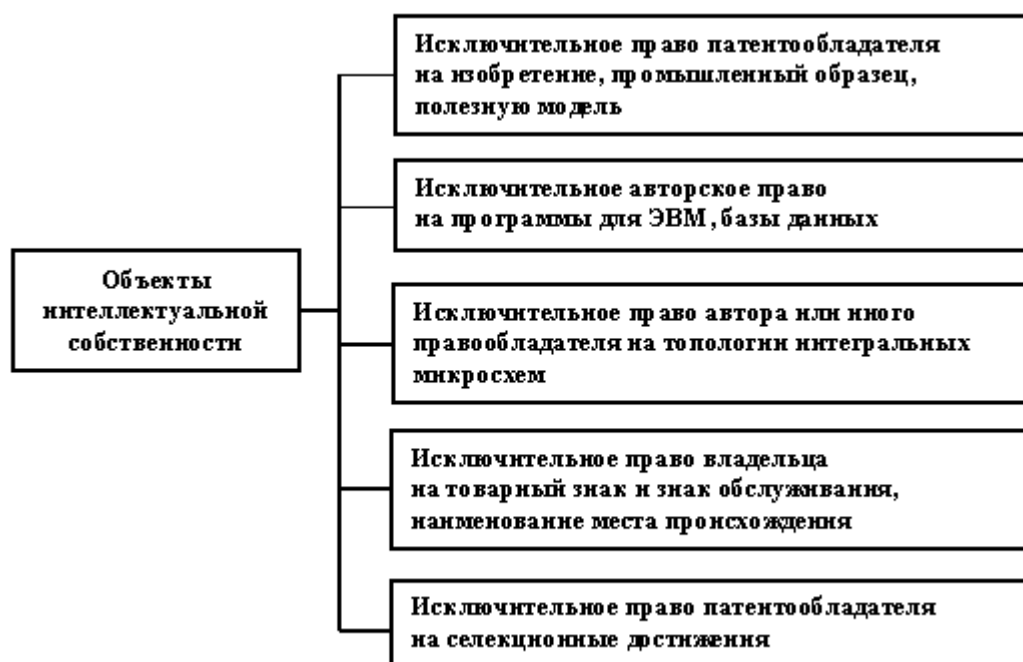 Объекты
интеллектуальной
собственности
Исключительное право патентообладателя
на изобретение, промышленный образец,
полезную модель
Исключительное авторское право
на программы для ЭВМ, базы данных
Исключительное право автора или иного
правообладателя на топологии интегральных
микросхем
Исключительное право владельца
на товарный знак и знак обслуживания,
наименование места происхождения
Исключительное право патентообладателя
на селекционные достижения